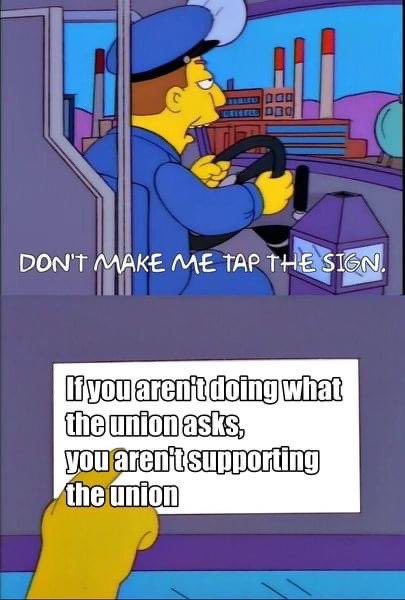 DON'T MAKE ME TAP THE SIGN.
If you aren't doing what
the union asks,
you aren't supporting
the union